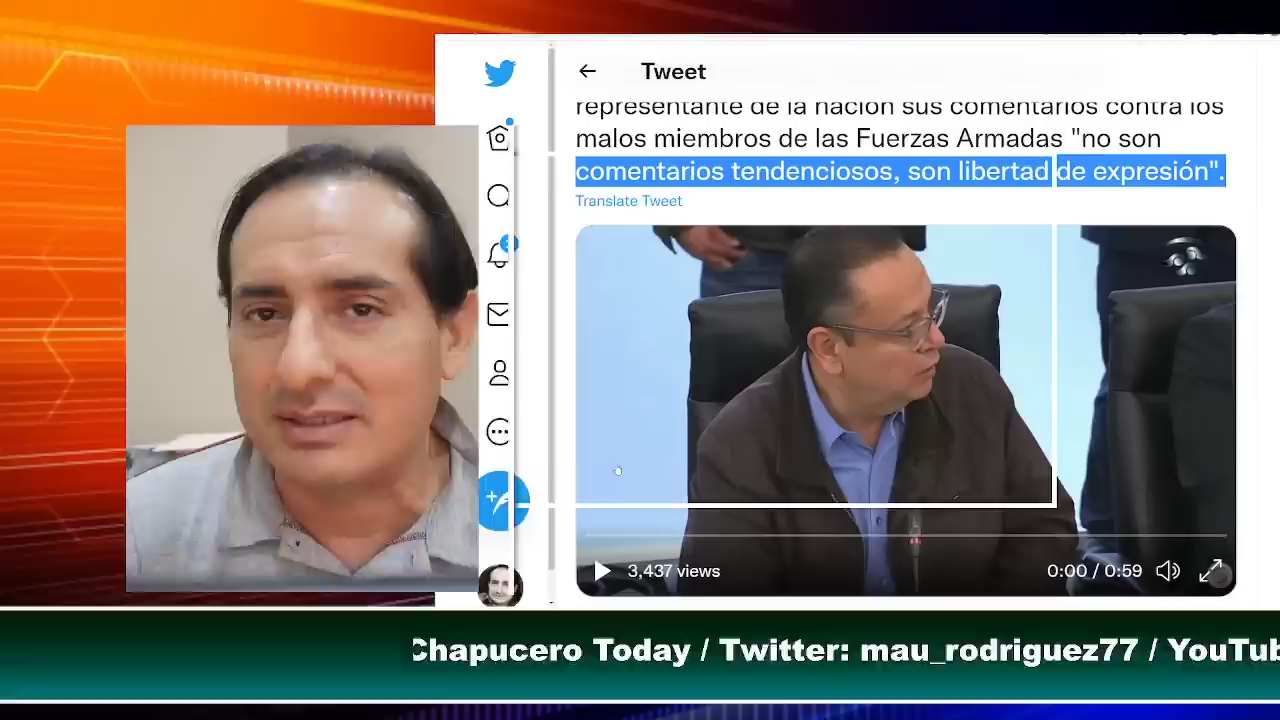 Tweet
representante de la nación sus comentarios contra los
malos miembros de las Fuerzas Armadas "no son
comentarios tendenciosos, son libertad de expresión".
Translate Tweet
3,437 views
0:00 / 0:59
Chapucero Today / Twitter: mau_rodriguez77 / YouTub